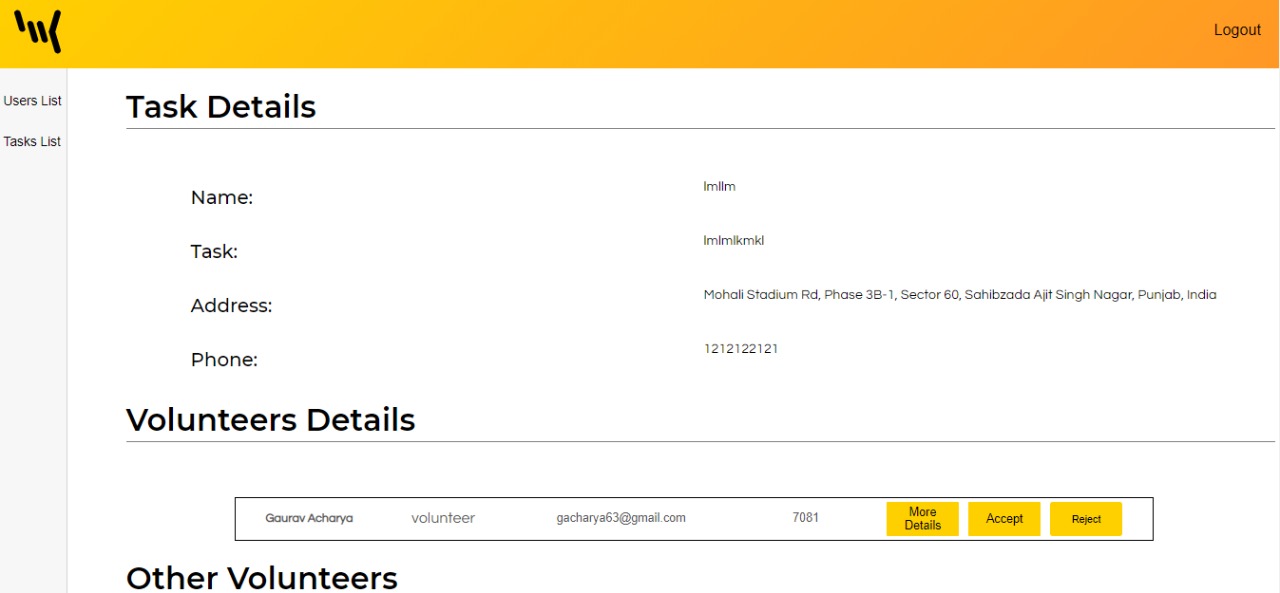 Logout
Users List
Tasks List
Task Details
Name:
lmllm
Task:
lmlmlkmkl
Address:
Mohali Stadium Rd, Phase 3B-1, Sector 60, Sahibzada Ajit Singh Nagar, Punjab, India
Phone:
1212122121
Volunteers Details
Gaurav Acharya volunteer gacharya63@gmail.com 7081
More
Details
Accept
Reject
Other Volunteers